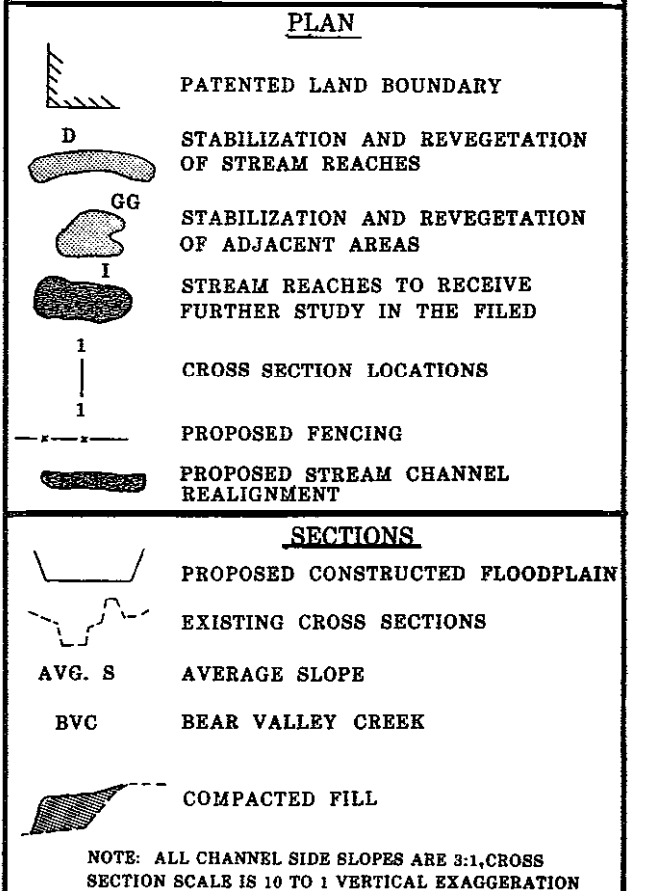 PLAN
PATENTED LAND BOUNDARY
D
STABILIZATION AND REVEGETATION
OF STREAM REACHES
GG
STABILIZATION AND REVEGETATION
OF ADJACENT AREAS
I
STREAM REACHES TO RECEIVE
FURTHER STUDY IN THE FILED
1
CROSS SECTION LOCATIONS
1
PROPOSED FENCING
PROPOSED STREAM CHANNEL
REALIGNMENT
SECTIONS
PROPOSED CONSTRUCTED FLOODPLAIN
EXISTING CROSS SECTIONS
AVG. S AVERAGE SLOPE
BVC BEAR VALLEY CREEK
COMPACTED FILL
NOTE: ALL CHANNEL SIDE SLOPES ARE 3:1,CROSS
SECTION SCALE IS 10 TO 1 VERTICAL EXAGGERATION